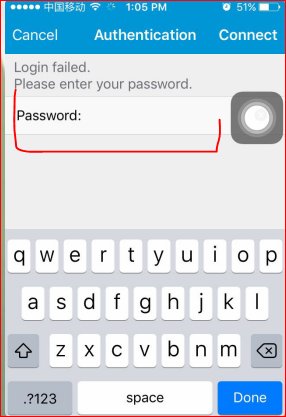 中国移动 1:05 PM 51%
Cancel Authentication Connect
Login failed.
Please enter your password.
Password:
q w e r t y u i o p
a s d f g h j k l
z x c v b n m
.?123 space Done